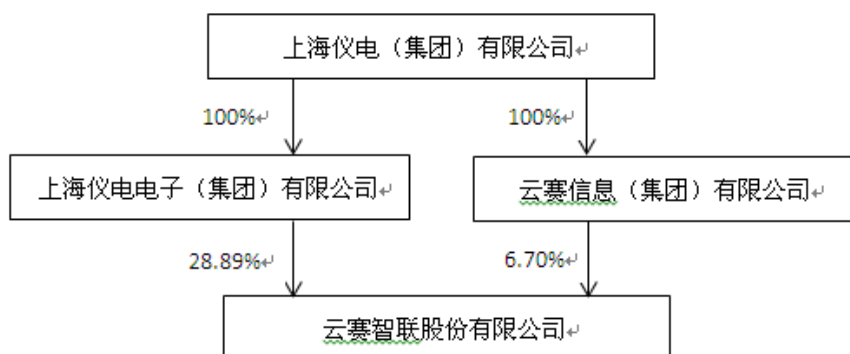 上海仪电（集团）有限公司
100% 100%
上海仪电电子（集团）有限公司 云赛信息（集团）有限公司
28.89% 6.70%
云赛智联股份有限公司